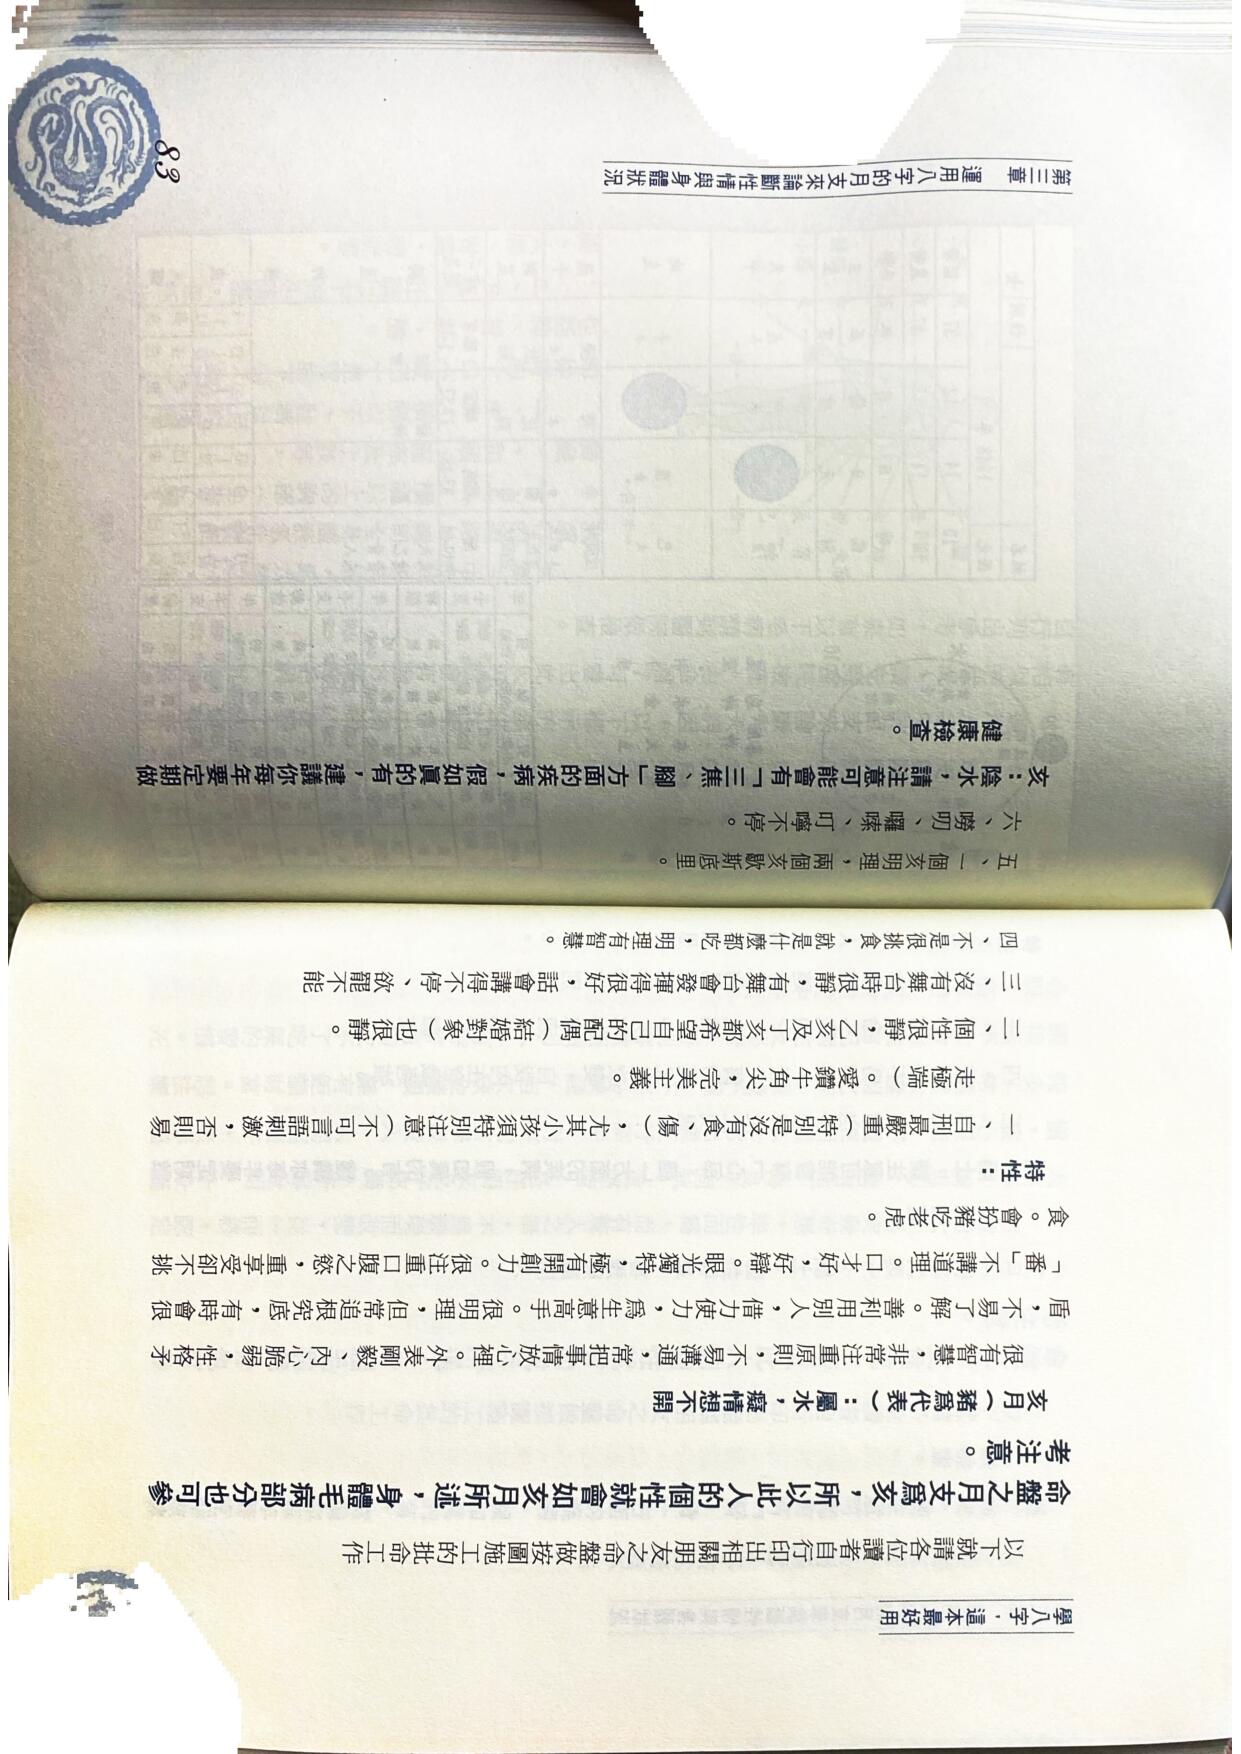 學八字，這本最好用
以下就請各位讀者自行印出相關朋友之命盤做按圖施工的批命工作
命盤之月支為亥，所以此人的個性就會如亥月所述，身體毛病部分也可參
考注意。
亥月（豬為代表）：屬水，癡情想不開
很有智慧，非常注重原則，不易溝通，常把事情放心裡。外表剛毅、內心脆弱，性格矛
盾，不易了解。善利用別人，借力使力，為生意高手。很明理，但常追根究底，有時會很
「番」不講道理。口才好，好辯。眼光獨特，極有開創力。很注重口腹之慾，重享受卻不挑
食。會扮豬吃老虎。
特性：
一、自刑最嚴重（特別是沒有食、傷），尤其小孩須特別注意（不可言語刺激，否則易
走極端）。愛鑽牛角尖，完美主義。
二、個性很靜，乙亥及丁亥都希望自己的配偶（結婚對象）也很靜。
三、沒有舞台時很靜，有舞台會發揮得很好，話會講得不停、欲罷不能
四、不是很挑食，就是什麼都吃，明理有智慧。
五、一個亥明理，兩個亥歇斯底里。
六、嘮叨、囉嗦、叮嚀不停。
亥：陰水，請注意可能會有「三焦、腳」方面的疾病，假如真的有，建議你每年要定期做
健康檢查。
第三章　運用八字的月支來論斷性情與身體狀況
83